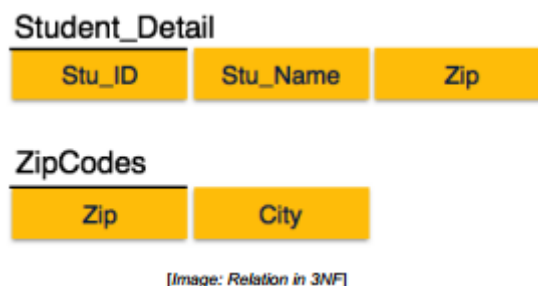 Student_Detail
Stu_ID Stu_Name Zip
ZipCodes
Zip City
[Image: Relation in 3NF]